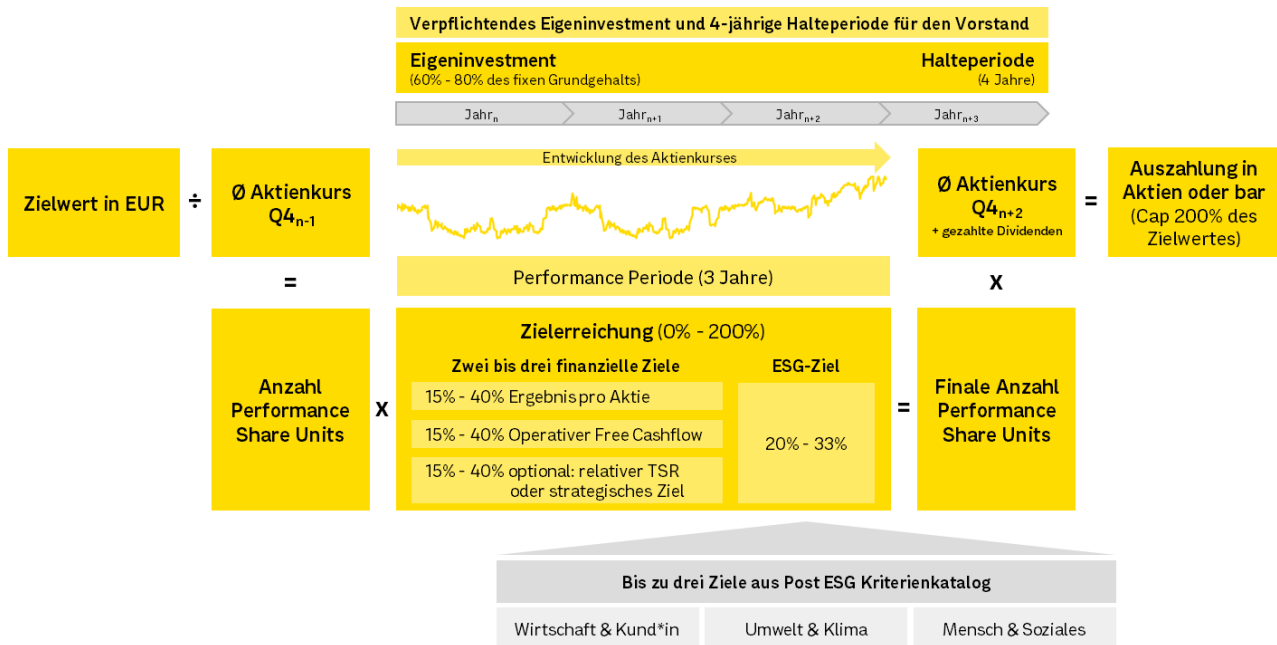 Verpflichtendes Eigeninvestment und 4-jährige Halteperiode für den Vorstand
Eigeninvestment
(60% - 80% des fixen Grundgehalts)
Halteperiode
(4 Jahre)
Jahrn
Jahrn+1
Jahrn+2
Jahrn+3
Zielwert in EUR
÷
Ø Aktienkurs
Q4n-1
Entwicklung des Aktienkurses
Ø Aktienkurs
Q4n+2
+ gezahlte Dividenden
=
Auszahlung in
Aktien oder bar
(Cap 200% des
Zielwertes)
=
Performance Periode (3 Jahre)
x
Anzahl
Performance
Share Units
x
Zielerreichung (0% - 200%)
Zwei bis drei finanzielle Ziele
15% - 40% Ergebnis pro Aktie
15% - 40% Operativer Free Cashflow
15% - 40% optional: relativer TSR
oder strategisches Ziel
ESG-Ziel
20% - 33%
=
Finale Anzahl
Performance
Share Units
Bis zu drei Ziele aus Post ESG Kriterienkatalog
Wirtschaft & Kund*in
Umwelt & Klima
Mensch & Soziales